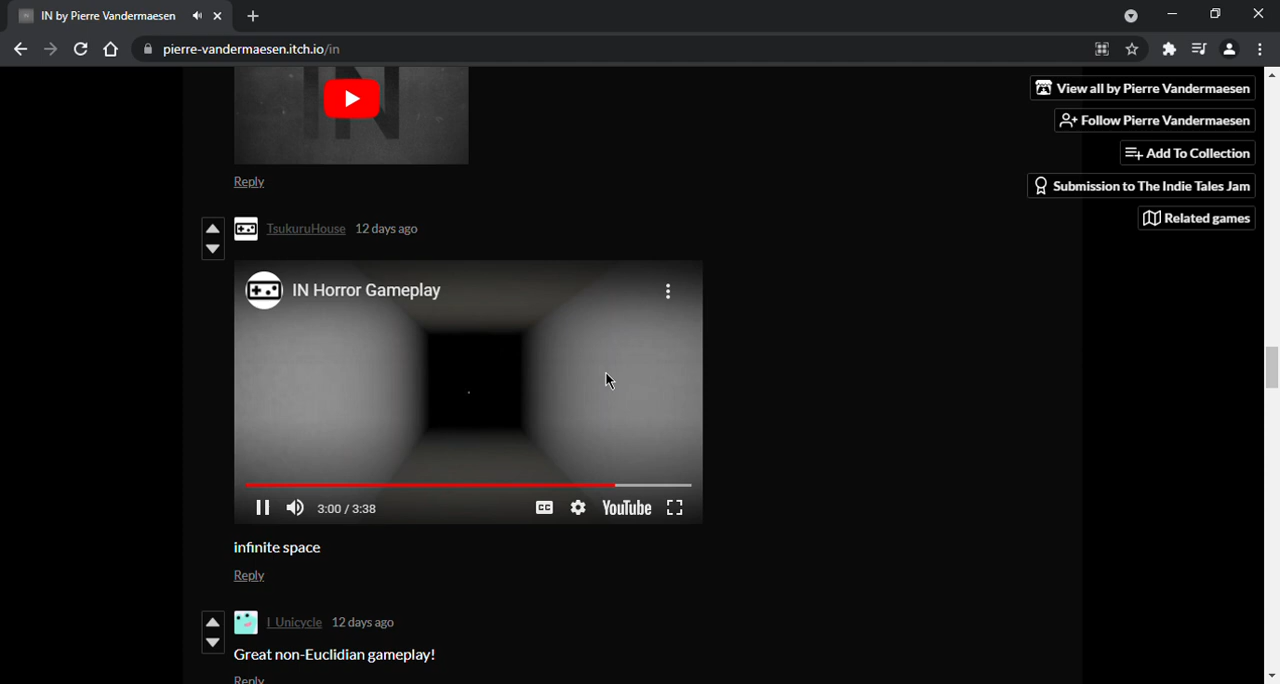 IN by Pierre Vandermaesen
pierre-vandermaesen.itch.io/in
View all by Pierre Vandermaesen
Follow Pierre Vandermaesen
Add To Collection
Submission to The Indie Tales Jam
Related games
IN
Reply
TsukuruHouse 12 days ago
IN Horror Gameplay
3:00 / 3:38
CC
YouTube
infinite space
Reply
I_Unicycle 12 days ago
Great non-Euclidian gameplay!
Reply